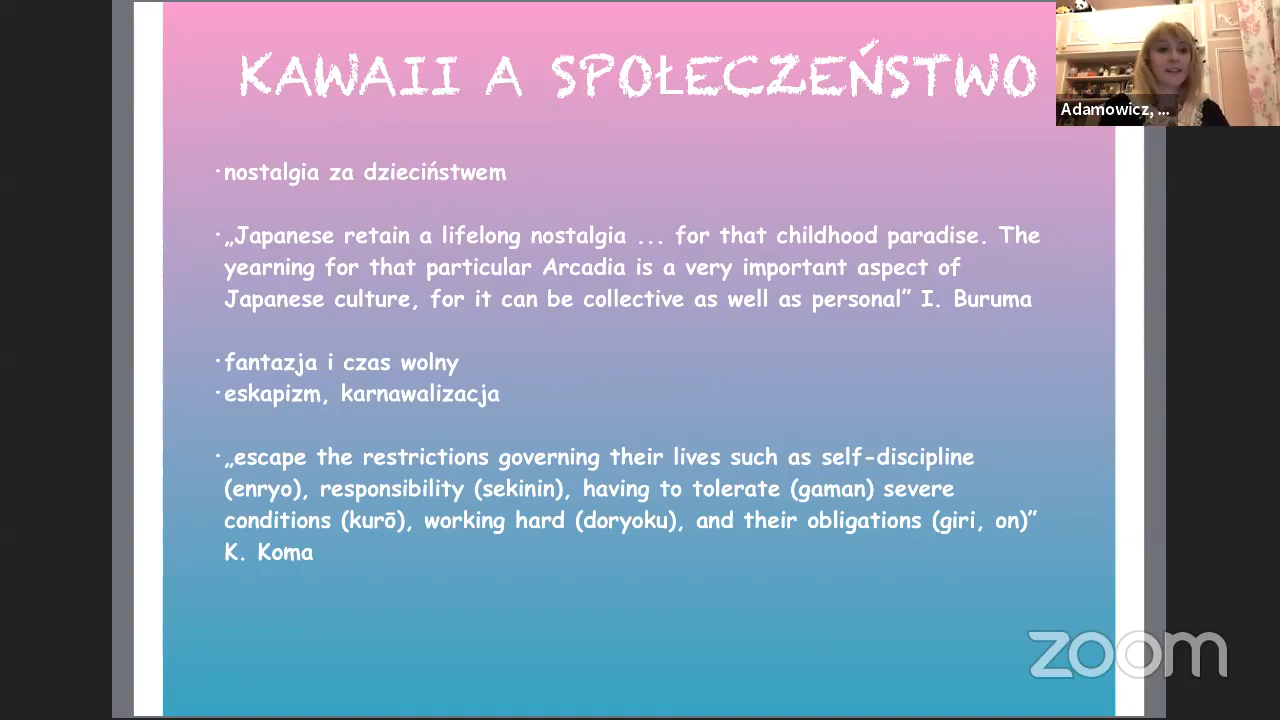 KAWAII A SPOŁECZEŃSTWO
Adamowicz, ...
·nostalgia za dzieciństwem
·„Japanese retain a lifelong nostalgia ... for that childhood paradise. The
yearning for that particular Arcadia is a very important aspect of
Japanese culture, for it can be collective as well as personal” I. Buruma
·fantazja i czas wolny
·eskapizm, karnawalizacja
·„escape the restrictions governing their lives such as self-discipline
(enryo), responsibility (sekinin), having to tolerate (gaman) severe
conditions (kurō), working hard (doryoku), and their obligations (giri, on)”
K. Koma
zoom